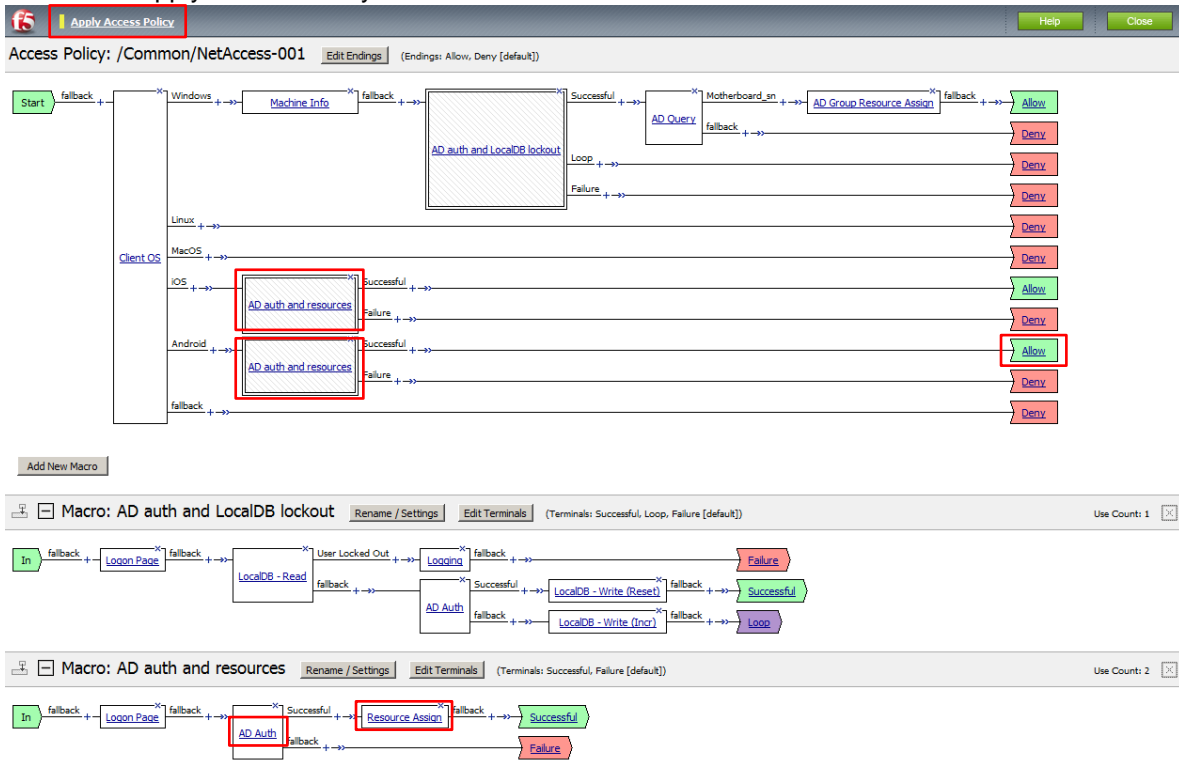 f5 Apply Access Policy Help Close
Access Policy: /Common/NetAccess-001 Edit Endings (Endings: Allow, Deny [default])
Start fallback + Windows + Machine Info fallback + Successful + Motherboard_sn + AD Group Resource Assign fallback + Allow
AD Query
fallback + Deny
AD auth and LocalDB lockout
Loop + Deny
Failure + Deny
Linux + Deny
Client OS MacOS + Deny
iOS + AD auth and resources Successful + Allow
Failure + Deny
Android + AD auth and resources Successful + Allow
Failure + Deny
fallback + Deny
Add New Macro
Macro: AD auth and LocalDB lockout Rename / Settings Edit Terminals (Terminals: Successful, Loop, Failure [default]) Use Count: 1
In fallback + Logon Page fallback + LocalDB - Read User Locked Out + Logging fallback + Failure
fallback + AD Auth Successful + LocalDB - Write (Reset) fallback + Successful
fallback + LocalDB - Write (Incr) fallback + Loop
Macro: AD auth and resources Rename / Settings Edit Terminals (Terminals: Successful, Failure [default]) Use Count: 2
In fallback + Logon Page fallback + AD Auth Successful + Resource Assign fallback + Successful
fallback + Failure